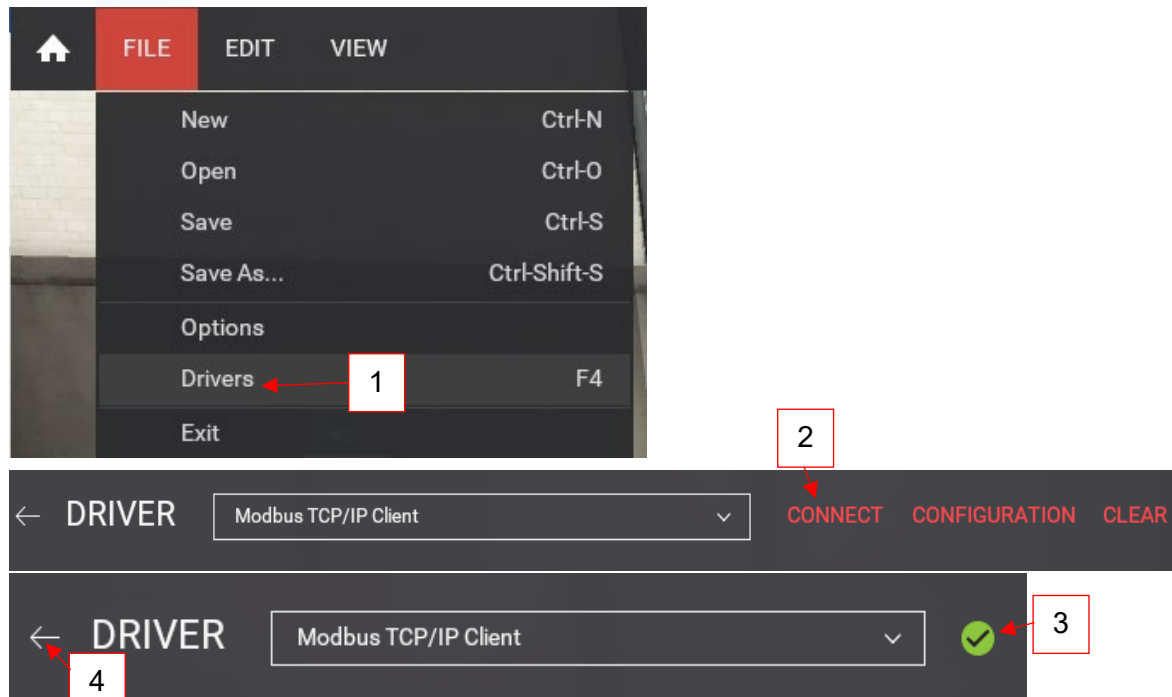 FILE EDIT VIEW
New Ctrl-N
Open Ctrl-O
Save Ctrl-S
Save As... Ctrl-Shift-S
Options
Drivers 1 F4
Exit
2
← DRIVER Modbus TCP/IP Client CONNECT CONFIGURATION CLEAR
← DRIVER Modbus TCP/IP Client 3
4